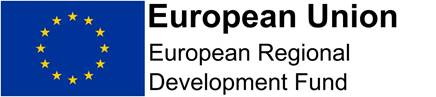 European Union
European Regional
Development Fund